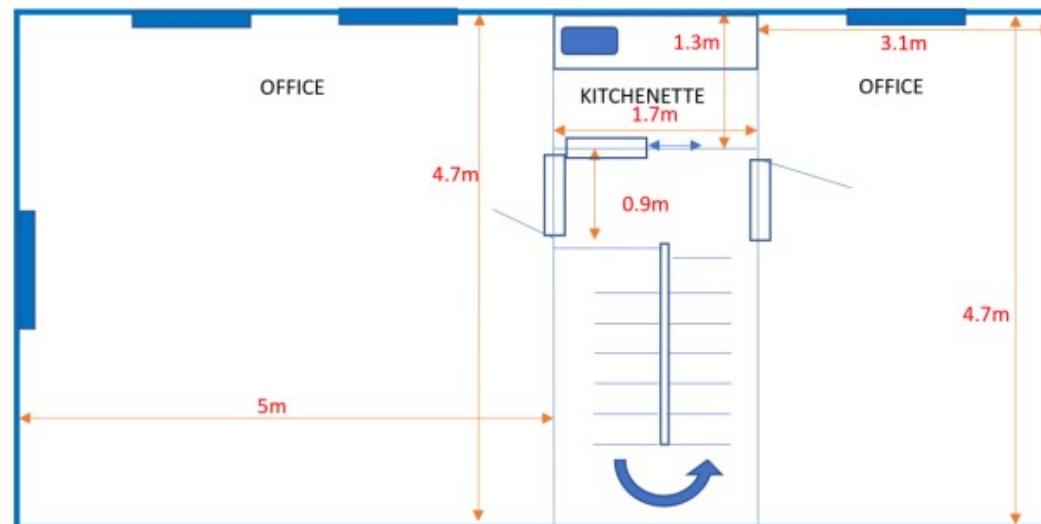 1.3m
3.1m
OFFICE
KITCHENETTE
OFFICE
1.7m
4.7m
0.9m
4.7m
5m